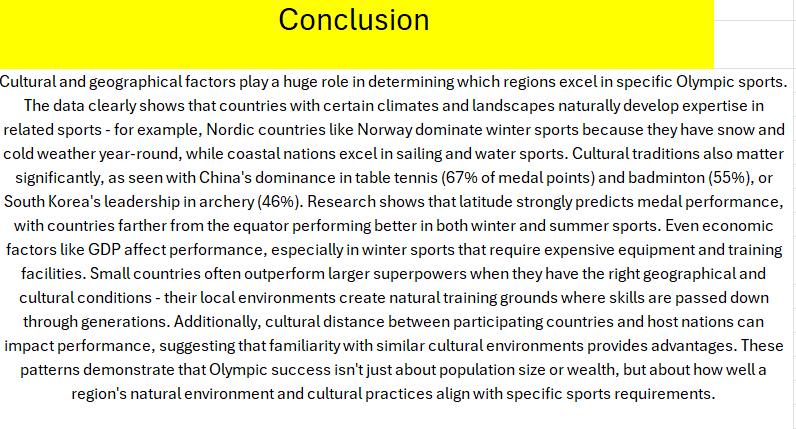 Conclusion
Cultural and geographical factors play a huge role in determining which regions excel in specific Olympic sports.
The data clearly shows that countries with certain climates and landscapes naturally develop expertise in
related sports - for example, Nordic countries like Norway dominate winter sports because they have snow and
cold weather year-round, while coastal nations excel in sailing and water sports. Cultural traditions also matter
significantly, as seen with China's dominance in table tennis (67% of medal points) and badminton (55%), or
South Korea's leadership in archery (46%). Research shows that latitude strongly predicts medal performance,
with countries farther from the equator performing better in both winter and summer sports. Even economic
factors like GDP affect performance, especially in winter sports that require expensive equipment and training
facilities. Small countries often outperform larger superpowers when they have the right geographical and
cultural conditions - their local environments create natural training grounds where skills are passed down
through generations. Additionally, cultural distance between participating countries and host nations can
impact performance, suggesting that familiarity with similar cultural environments provides advantages. These
patterns demonstrate that Olympic success isn't just about population size or wealth, but about how well a
region's natural environment and cultural practices align with specific sports requirements.